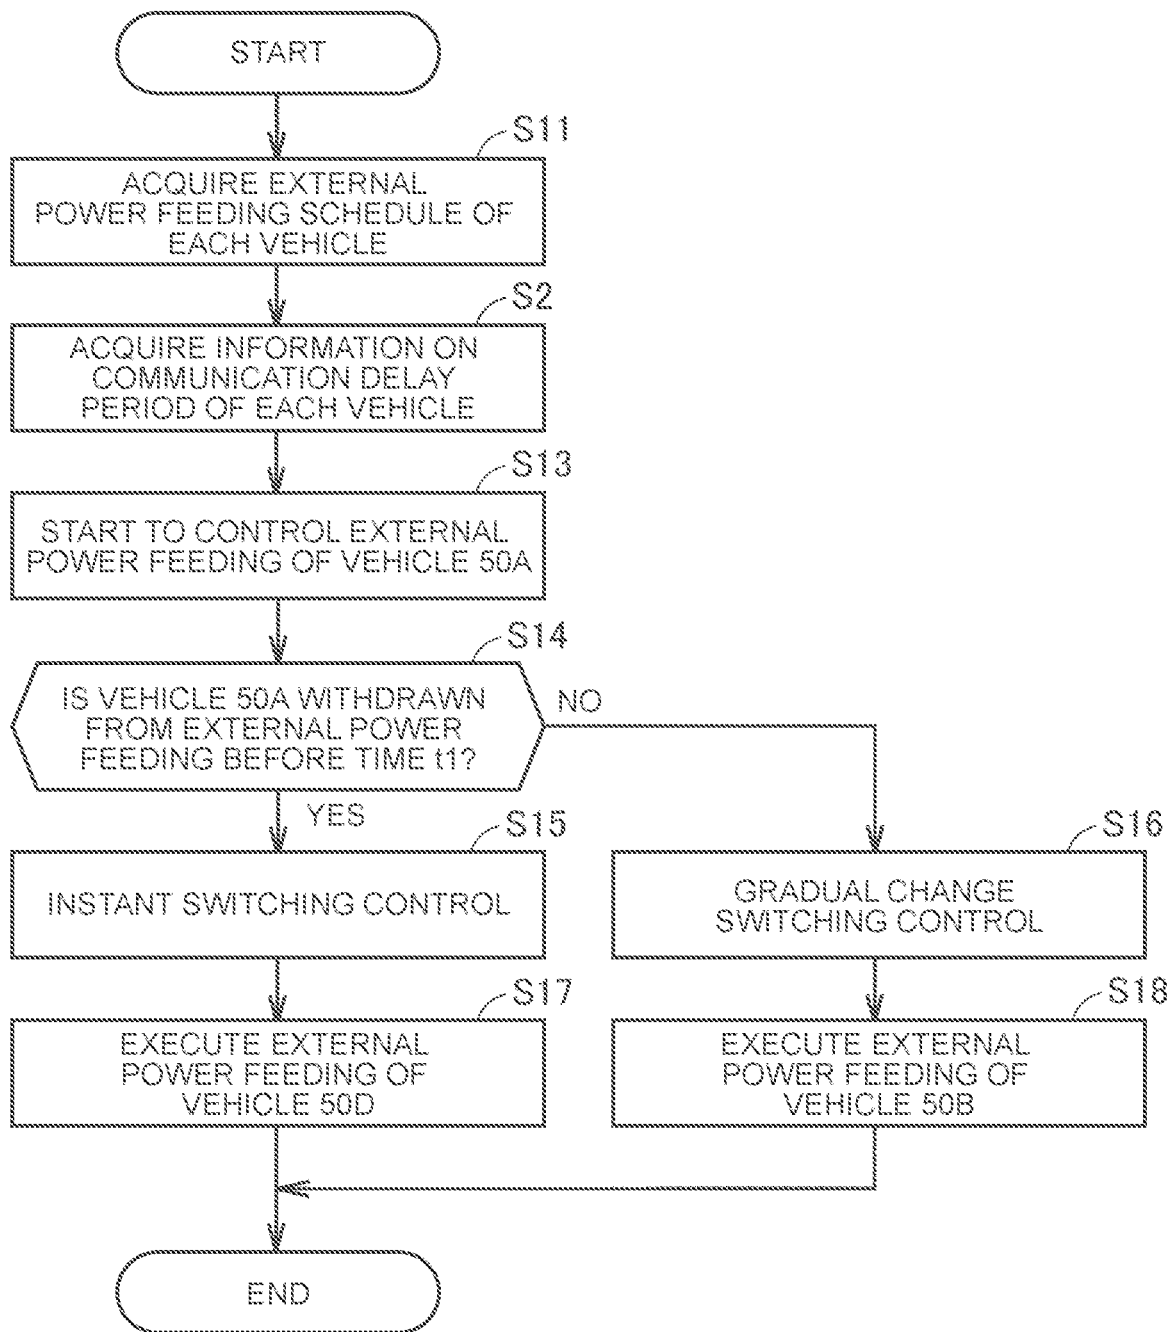 START
S11
ACQUIRE EXTERNAL
POWER FEEDING SCHEDULE OF
EACH VEHICLE
S2
ACQUIRE INFORMATION ON
COMMUNICATION DELAY
PERIOD OF EACH VEHICLE
S13
START TO CONTROL EXTERNAL
POWER FEEDING OF VEHICLE 50A
S14
IS VEHICLE 50A WITHDRAWN
FROM EXTERNAL POWER
FEEDING BEFORE TIME t1?
NO
YES
S15
INSTANT SWITCHING CONTROL
S16
GRADUAL CHANGE
SWITCHING CONTROL
S17
EXECUTE EXTERNAL
POWER FEEDING OF
VEHICLE 50D
S18
EXECUTE EXTERNAL
POWER FEEDING OF
VEHICLE 50B
END